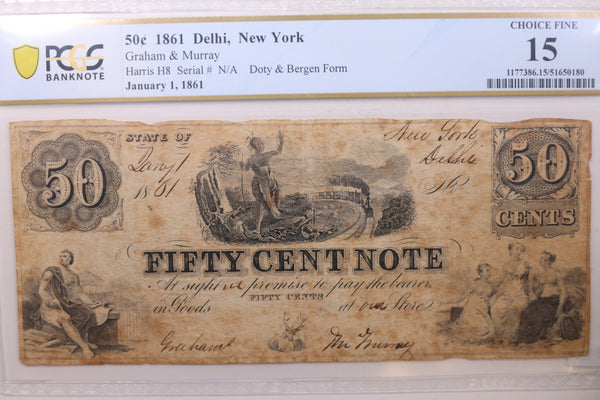 PCGS
BANKNOTE
50¢ 1861 Delhi, New York
Graham & Murray
Harris H8 Serial # N/A Doty & Bergen Form
January 1, 1861
CHOICE FINE
15
1177386.15/51650180
50
STATE OF
New York
Jany 1
Delhi
1861
50
CENTS
FIFTY CENT NOTE
At sight we promise to pay the bearer
FIFTY CENTS
in Goods at our Store
Graham &
Murray